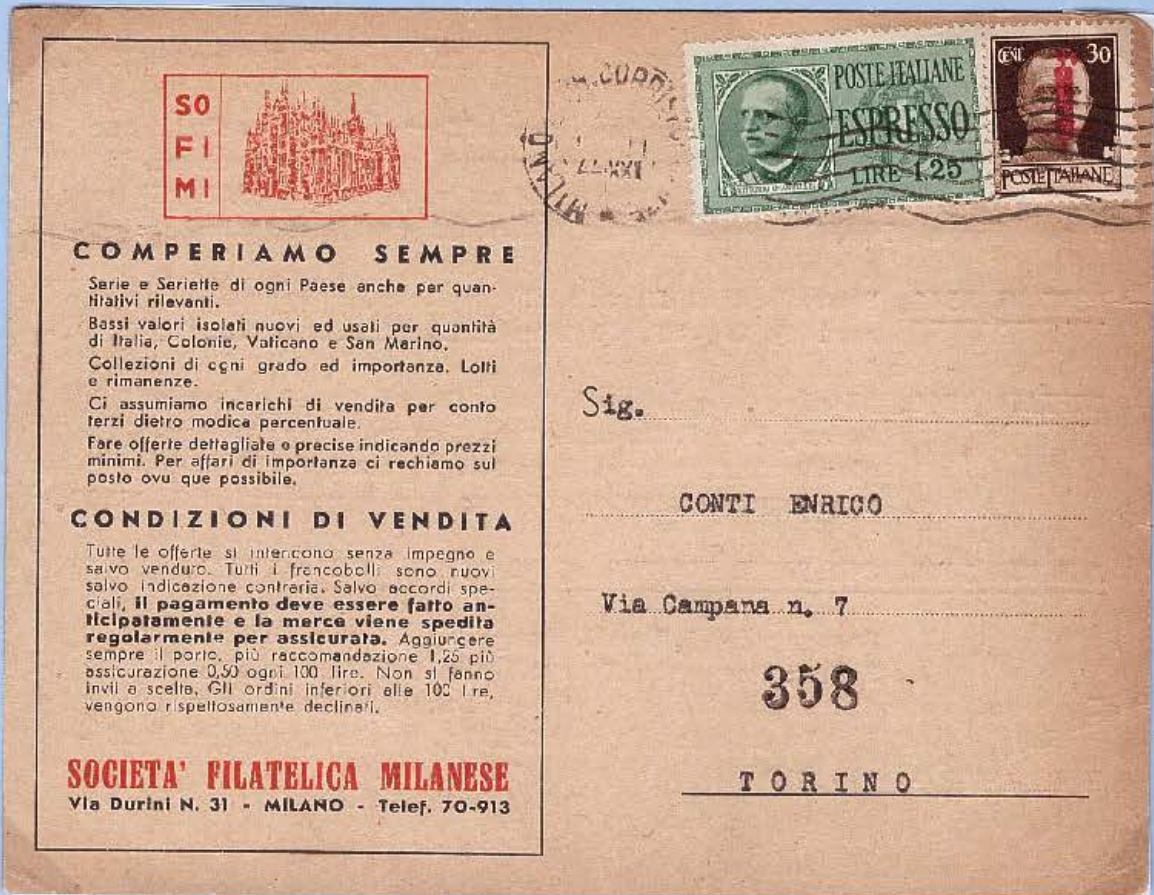 SO
FI
MI
COMPERIAMO SEMPRE
Serie e Seriette di ogni Paese anche per quan-
titativi rilevanti.
Bassi valori isolati nuovi ed usati per quantità
di Italia, Colonie, Vaticano e San Marino.
Collezioni di ogni grado ed importanza. Lotti
e rimanenze.
Ci assumiamo incarichi di vendita per conto
terzi dietro modica percentuale.
Fare offerte dettagliate e precise indicando prezzi
minimi. Per affari di importanza ci rechiamo sul
posto ovu que possibile.
CONDIZIONI DI VENDITA
Tutte le offerte si intendono senza impegno e
salvo venduto. Tutti i francobolli sono nuovi
salvo indicazione contraria. Salvo accordi spe-
ciali, il pagamento deve essere fatto an-
ticipatamente e la merce viene spedita
regolarmente per assicurata. Aggiungere
sempre il porto, più raccomandazione 1,25 più
assicurazione 0,50 ogni 100 lire. Non si fanno
invii a scelta. Gli ordini inferiori alle 100 lire,
vengono rispettosamente declinati.
SOCIETA' FILATELICA MILANESE
Via Durini N. 31 - MILANO - Telef. 70-913
MILANO
POSTE ITALIANE
ESPRESSO
LIRE 1.25
CENT. 30
POSTE ITALIANE
Sig.
CONTI ENRICO
Via Campana n. 7
358
TORINO